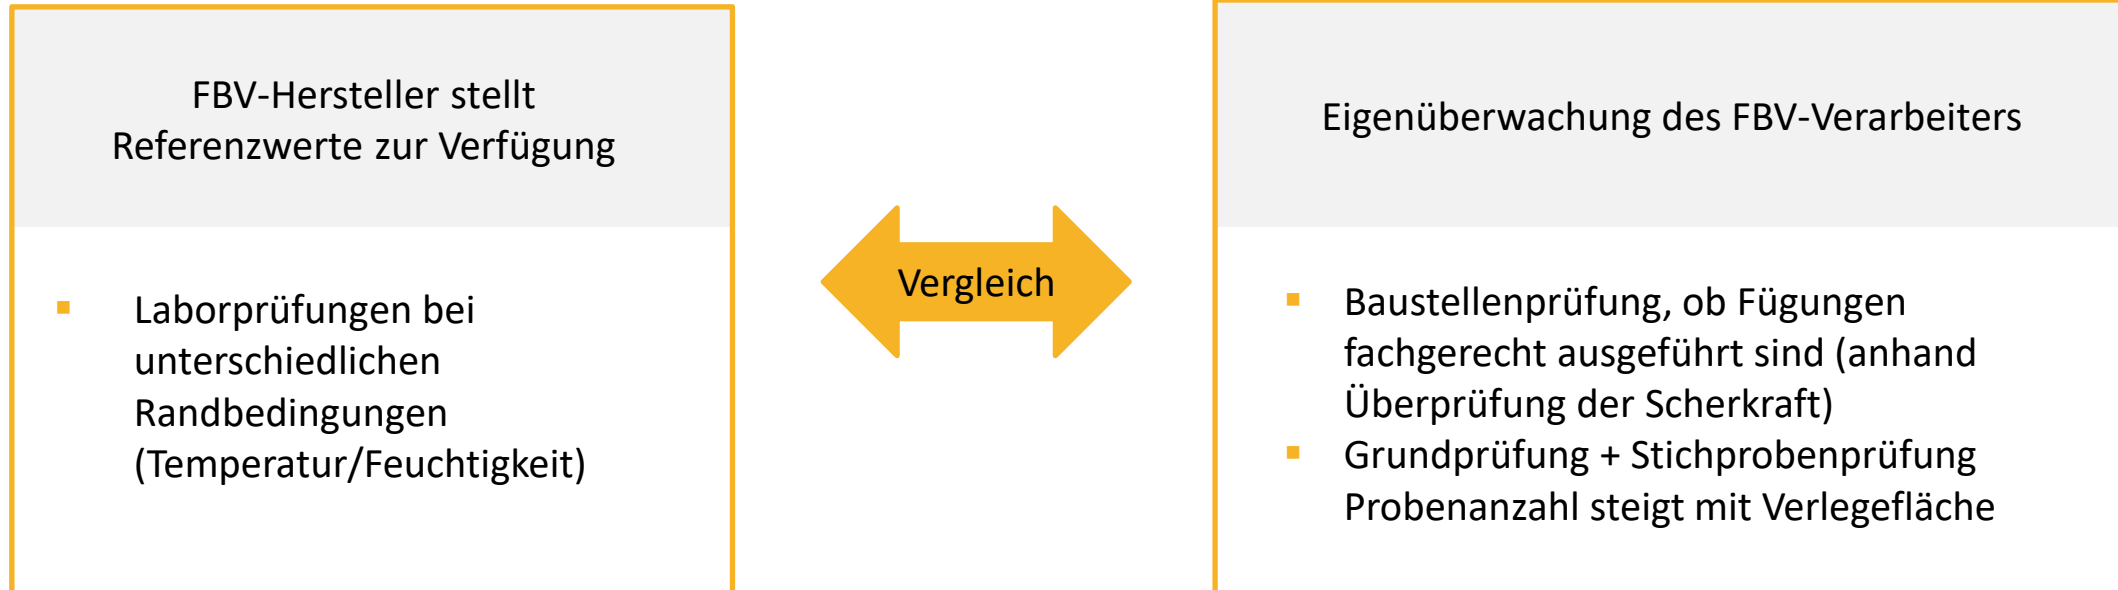 FBV-Hersteller stellt
Referenzwerte zur Verfügung
Laborprüfungen bei
unterschiedlichen
Randbedingungen
(Temperatur/Feuchtigkeit)
Vergleich
Eigenüberwachung des FBV-Verarbeiters
Baustellenprüfung, ob Fügungen
fachgerecht ausgeführt sind (anhand
Überprüfung der Scherkraft)
Grundprüfung + Stichprobenprüfung
Probenanzahl steigt mit Verlegefläche